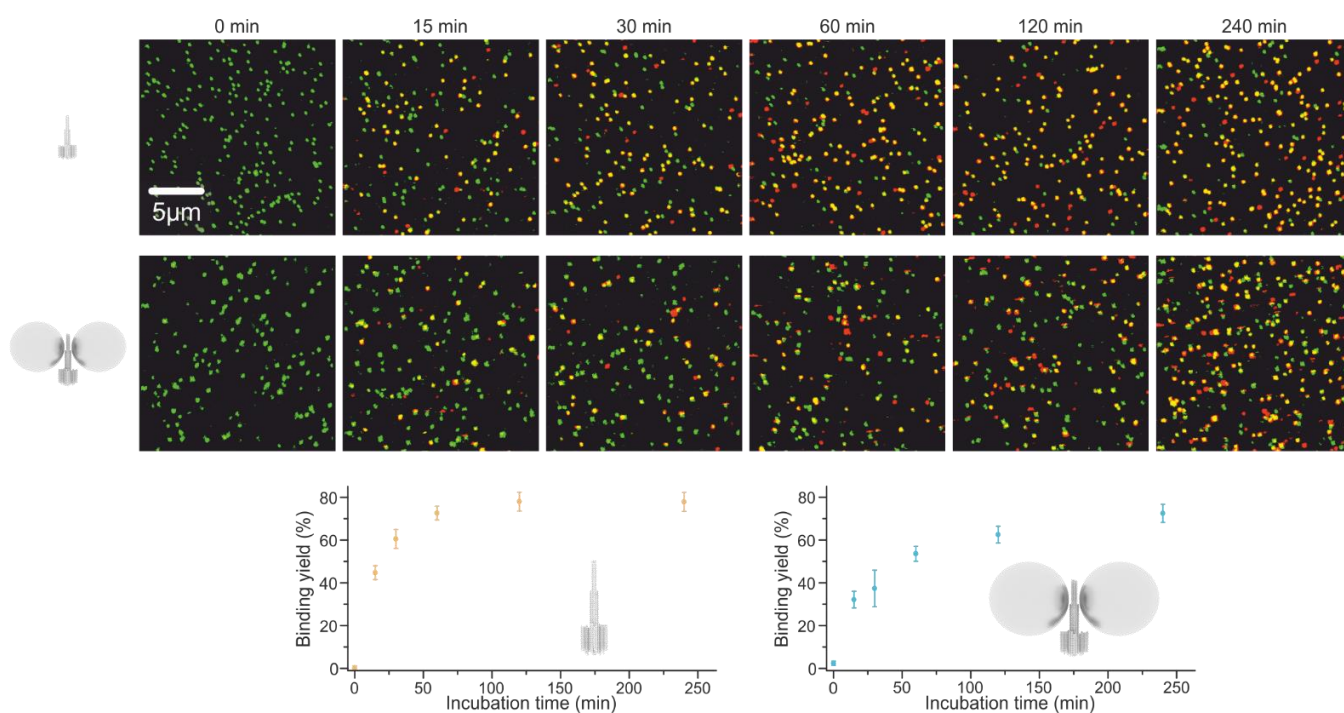 0 min 15 min 30 min 60 min 120 min 240 min
5μm
Binding yield (%)
80
60
40
20
0
0 50 100 150 200 250
Incubation time (min)
Binding yield (%)
80
60
40
20
0
0 50 100 150 200 250
Incubation time (min)